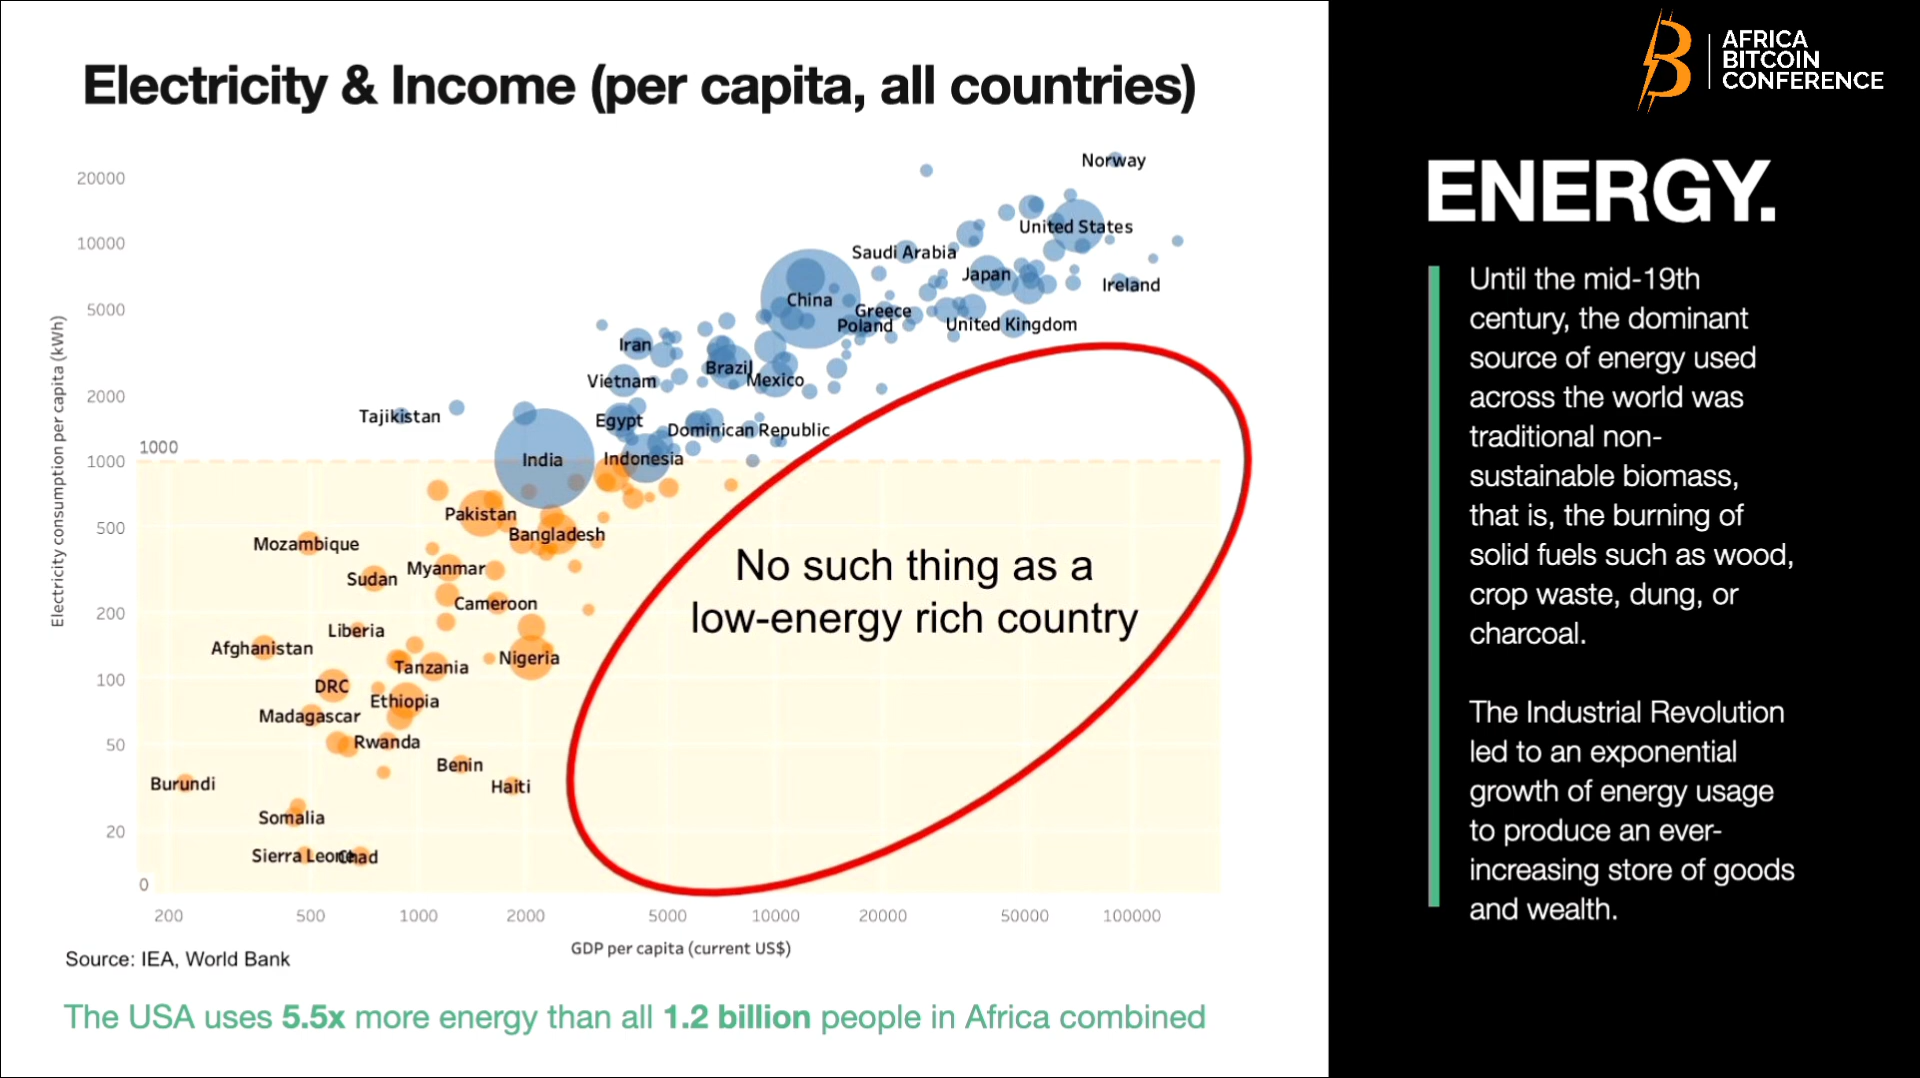 Electricity & Income (per capita, all countries)
AFRICA
BITCOIN
CONFERENCE
ENERGY.
Until the mid-19th
century, the dominant
source of energy used
across the world was
traditional non-
sustainable biomass,
that is, the burning of
solid fuels such as wood,
crop waste, dung, or
charcoal.
The Industrial Revolution
led to an exponential
growth of energy usage
to produce an ever-
increasing store of goods
and wealth.
Electricity consumption per capita (kWh)
20000
10000
5000
2000
1000
500
200
100
50
20
1000
0
Norway
United States
Saudi Arabia
Japan
Ireland
China
Greece
Poland
United Kingdom
Iran
Brazil
Vietnam
Mexico
Tajikistan
Egypt
Dominican Republic
India
Indonesia
Pakistan
Bangladesh
Mozambique
Myanmar
Sudan
Cameroon
Liberia
Afghanistan
Nigeria
Tanzania
DRC
Ethiopia
Madagascar
Rwanda
Benin
Burundi
Haiti
Somalia
Sierra Leone
Chad
No such thing as a
low-energy rich country
200
500
1000
2000
5000
10000
20000
50000
100000
GDP per capita (current US$)
Source: IEA, World Bank
The USA uses 5.5x more energy than all 1.2 billion people in Africa combined